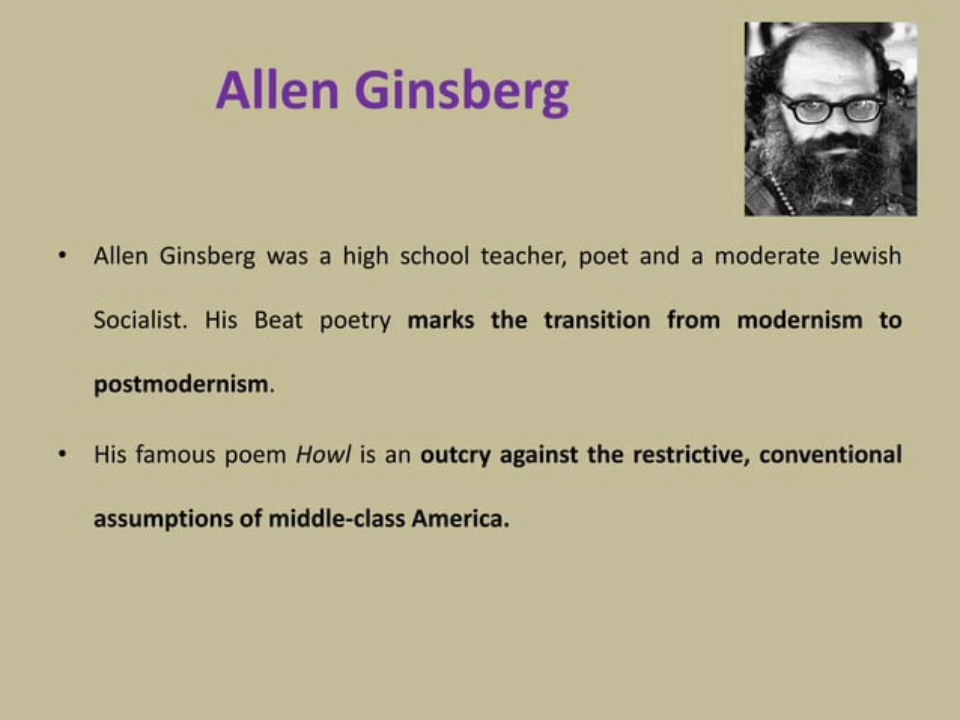 Allen Ginsberg
• Allen Ginsberg was a high school teacher, poet and a moderate Jewish
Socialist. His Beat poetry marks the transition from modernism to
postmodernism.
• His famous poem Howl is an outcry against the restrictive, conventional
assumptions of middle-class America.